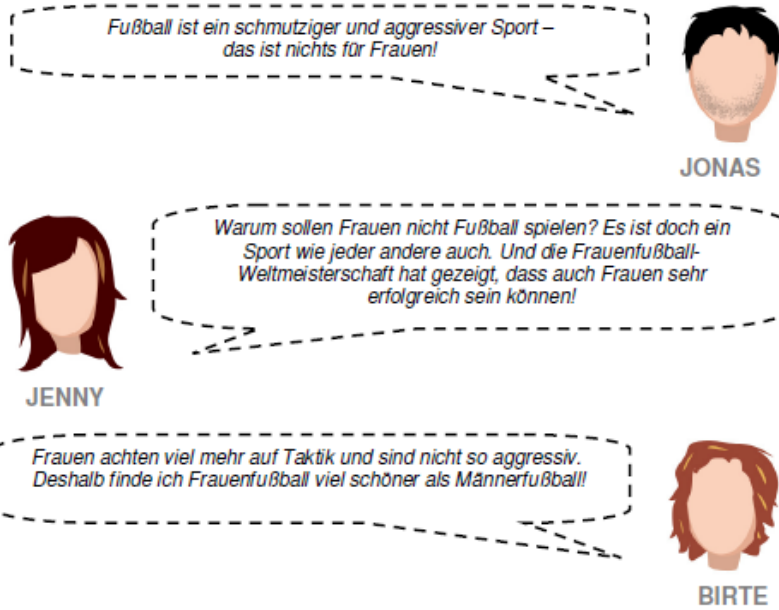 Fußball ist ein schmutziger und aggressiver Sport –
das ist nichts für Frauen!
JONAS
Warum sollen Frauen nicht Fußball spielen? Es ist doch ein
Sport wie jeder andere auch. Und die Frauenfußball-
Weltmeisterschaft hat gezeigt, dass auch Frauen sehr
erfolgreich sein können!
JENNY
Frauen achten viel mehr auf Taktik und sind nicht so aggressiv.
Deshalb finde ich Frauenfußball viel schöner als Männerfußball!
BIRTE